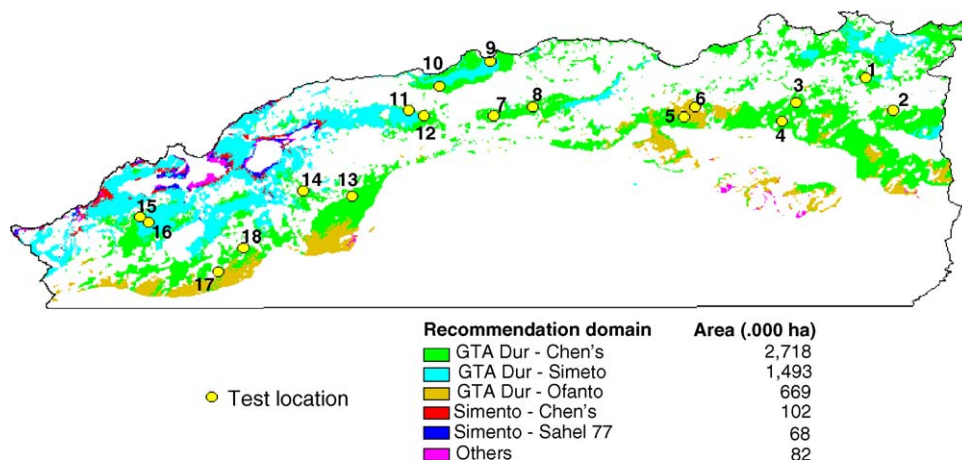 9
10
1
3
11
8
6
2
7
12
5
4
14
13
15
16
18
17
Recommendation domain Area (.000 ha)
GTA Dur - Chen's 2,718
GTA Dur - Simeto 1,493
Test location GTA Dur - Ofanto 669
Simento - Chen's 102
Simento - Sahel 77 68
Others 82